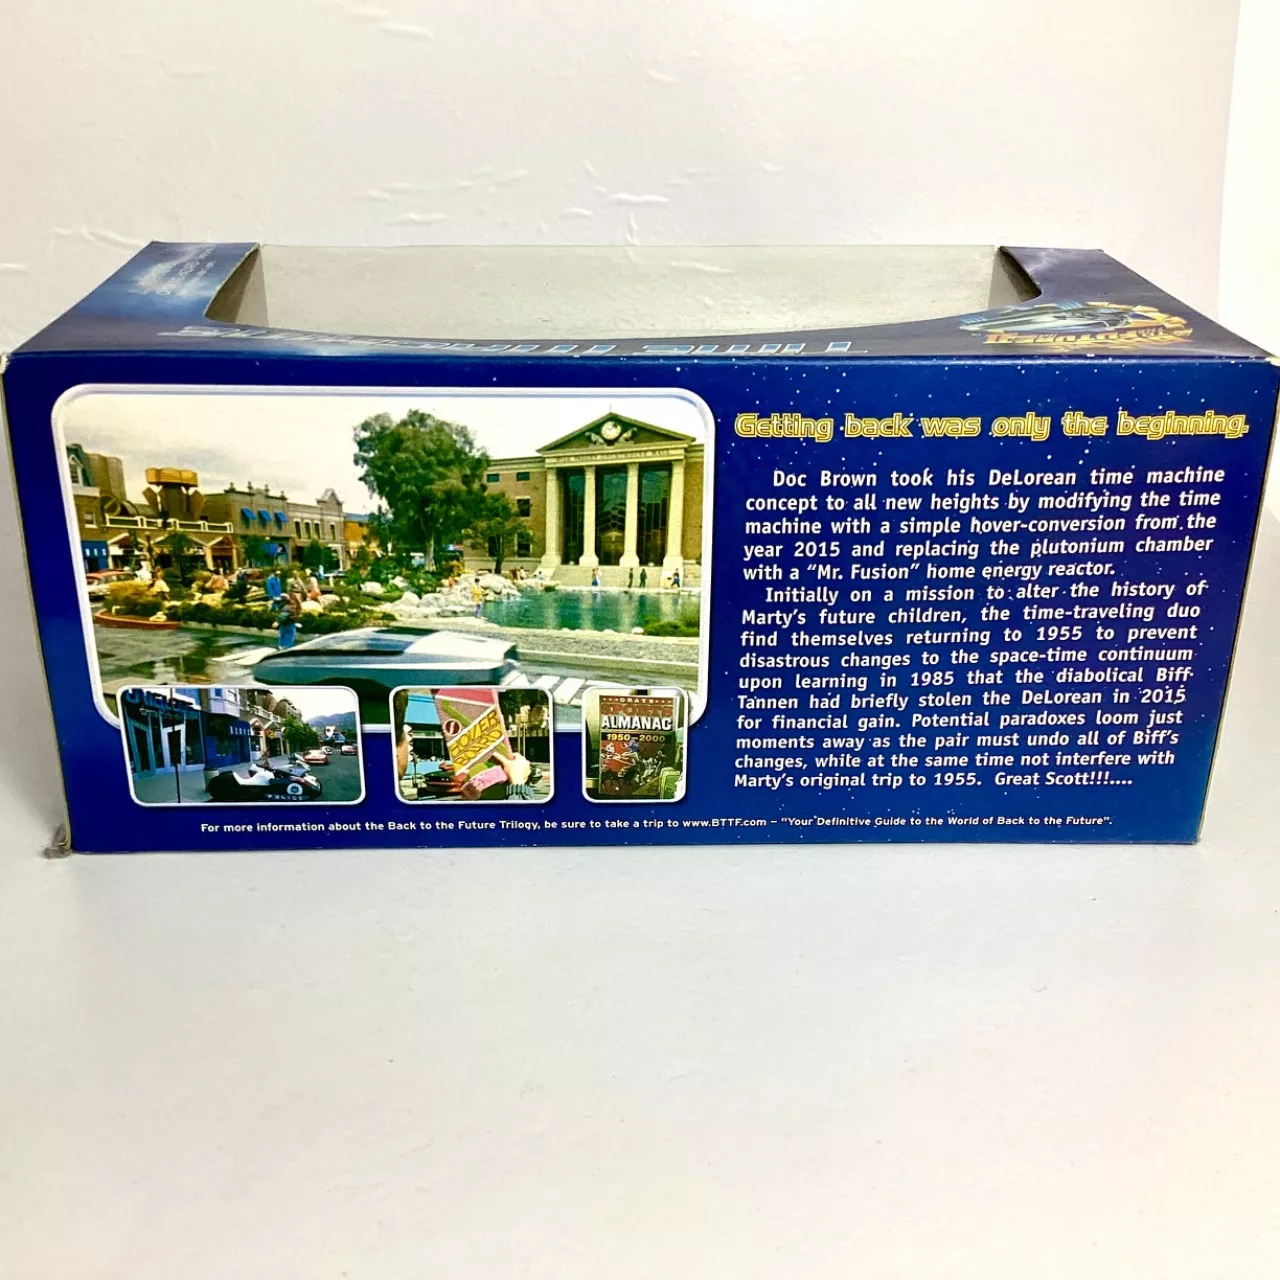 Getting back was only the beginning.
Doc Brown took his DeLorean time machine
concept to all new heights by modifying the time
machine with a simple hover-conversion from the
year 2015 and replacing the plutonium chamber
with a "Mr. Fusion" home energy reactor.
Initially on a mission to alter the history of
Marty's future children, the time-traveling duo
find themselves returning to 1955 to prevent
disastrous changes to the space-time continuum
upon learning in 1985 that the diabolical Biff
Tannen had briefly stolen the DeLorean in 2015
for financial gain. Potential paradoxes loom just
moments away as the pair must undo all of Biff's
changes, while at the same time not interfere with
Marty's original trip to 1955. Great Scott!!!....
POLICE
HOVER
BOARD
GRAYS
ALMANAC
1950-2000
For more information about the Back to the Future Trilogy, be sure to take a trip to www.BTTF.com – "Your Definitive Guide to the World of Back to the Future".